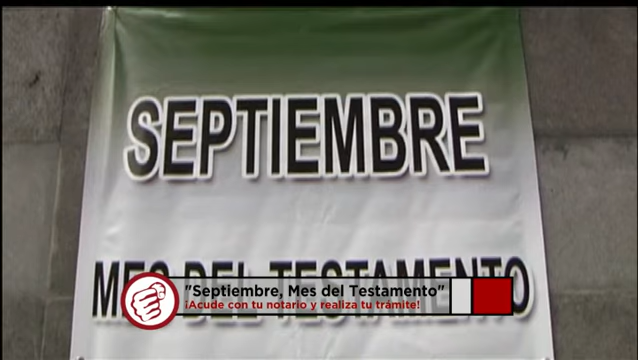 SEPTIEMBRE
MES DEL TESTAMENTO
"Septiembre, Mes del Testamento"
¡Acude con tu notario y realiza tu trámite!